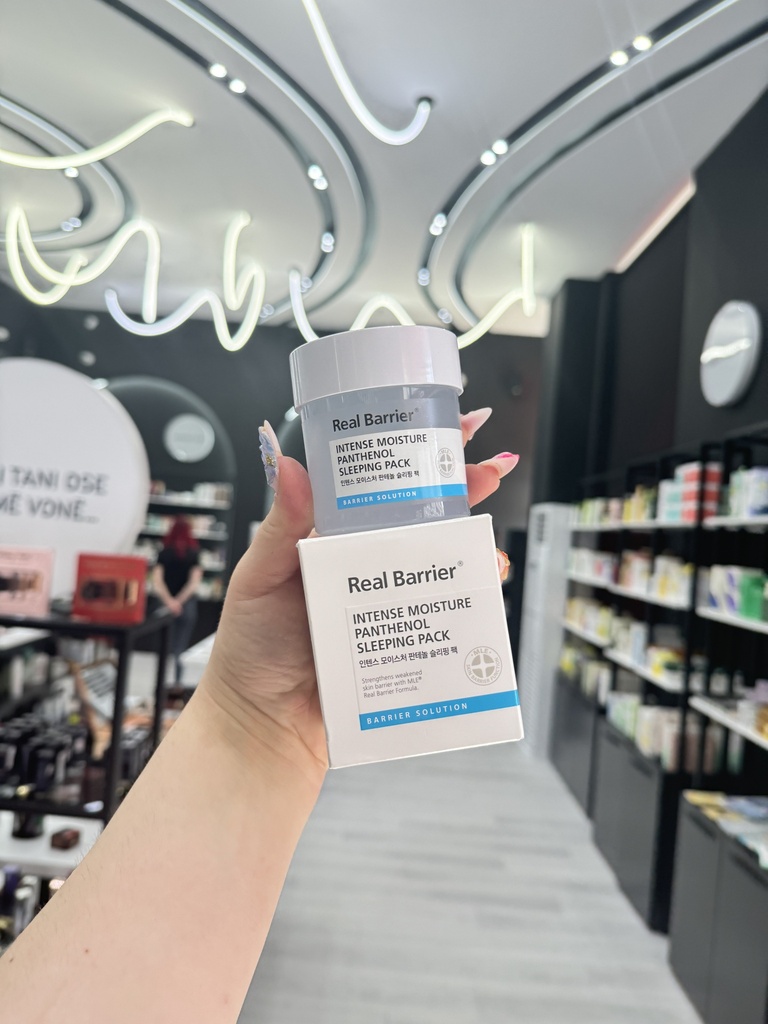 TANI OSE
MË VONË...
Real Barrier®
INTENSE MOISTURE
PANTHENOL
SLEEPING PACK
인텐스 모이스처 판테놀 슬리핑 팩
BARRIER SOLUTION
Real Barrier®
INTENSE MOISTURE
PANTHENOL
SLEEPING PACK
인텐스 모이스처 판테놀 슬리핑 팩
Strengthens weakened
skin barrier with MLE®
Real Barrier Formula.
MLE
BARRIER SOLUTION